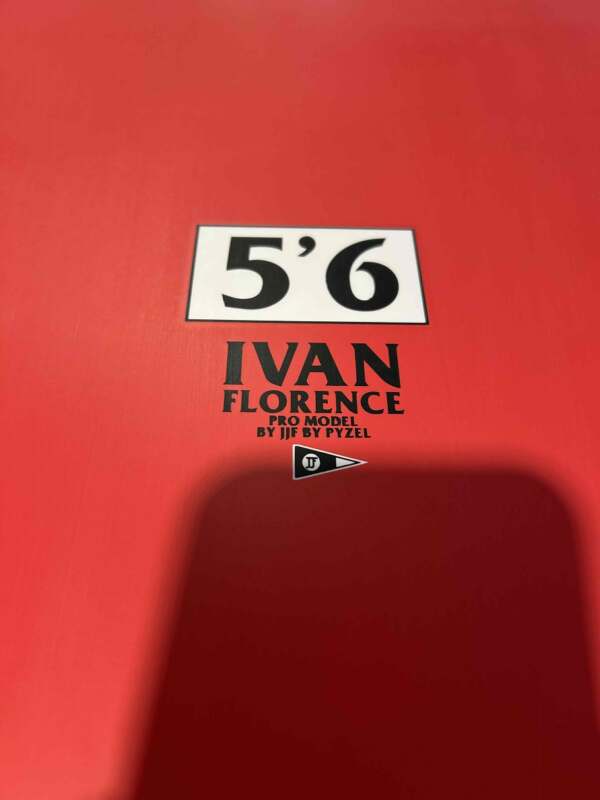 5'6
IVAN
FLORENCE
PRO MODEL
BY JJF BY PYZEL
JJF